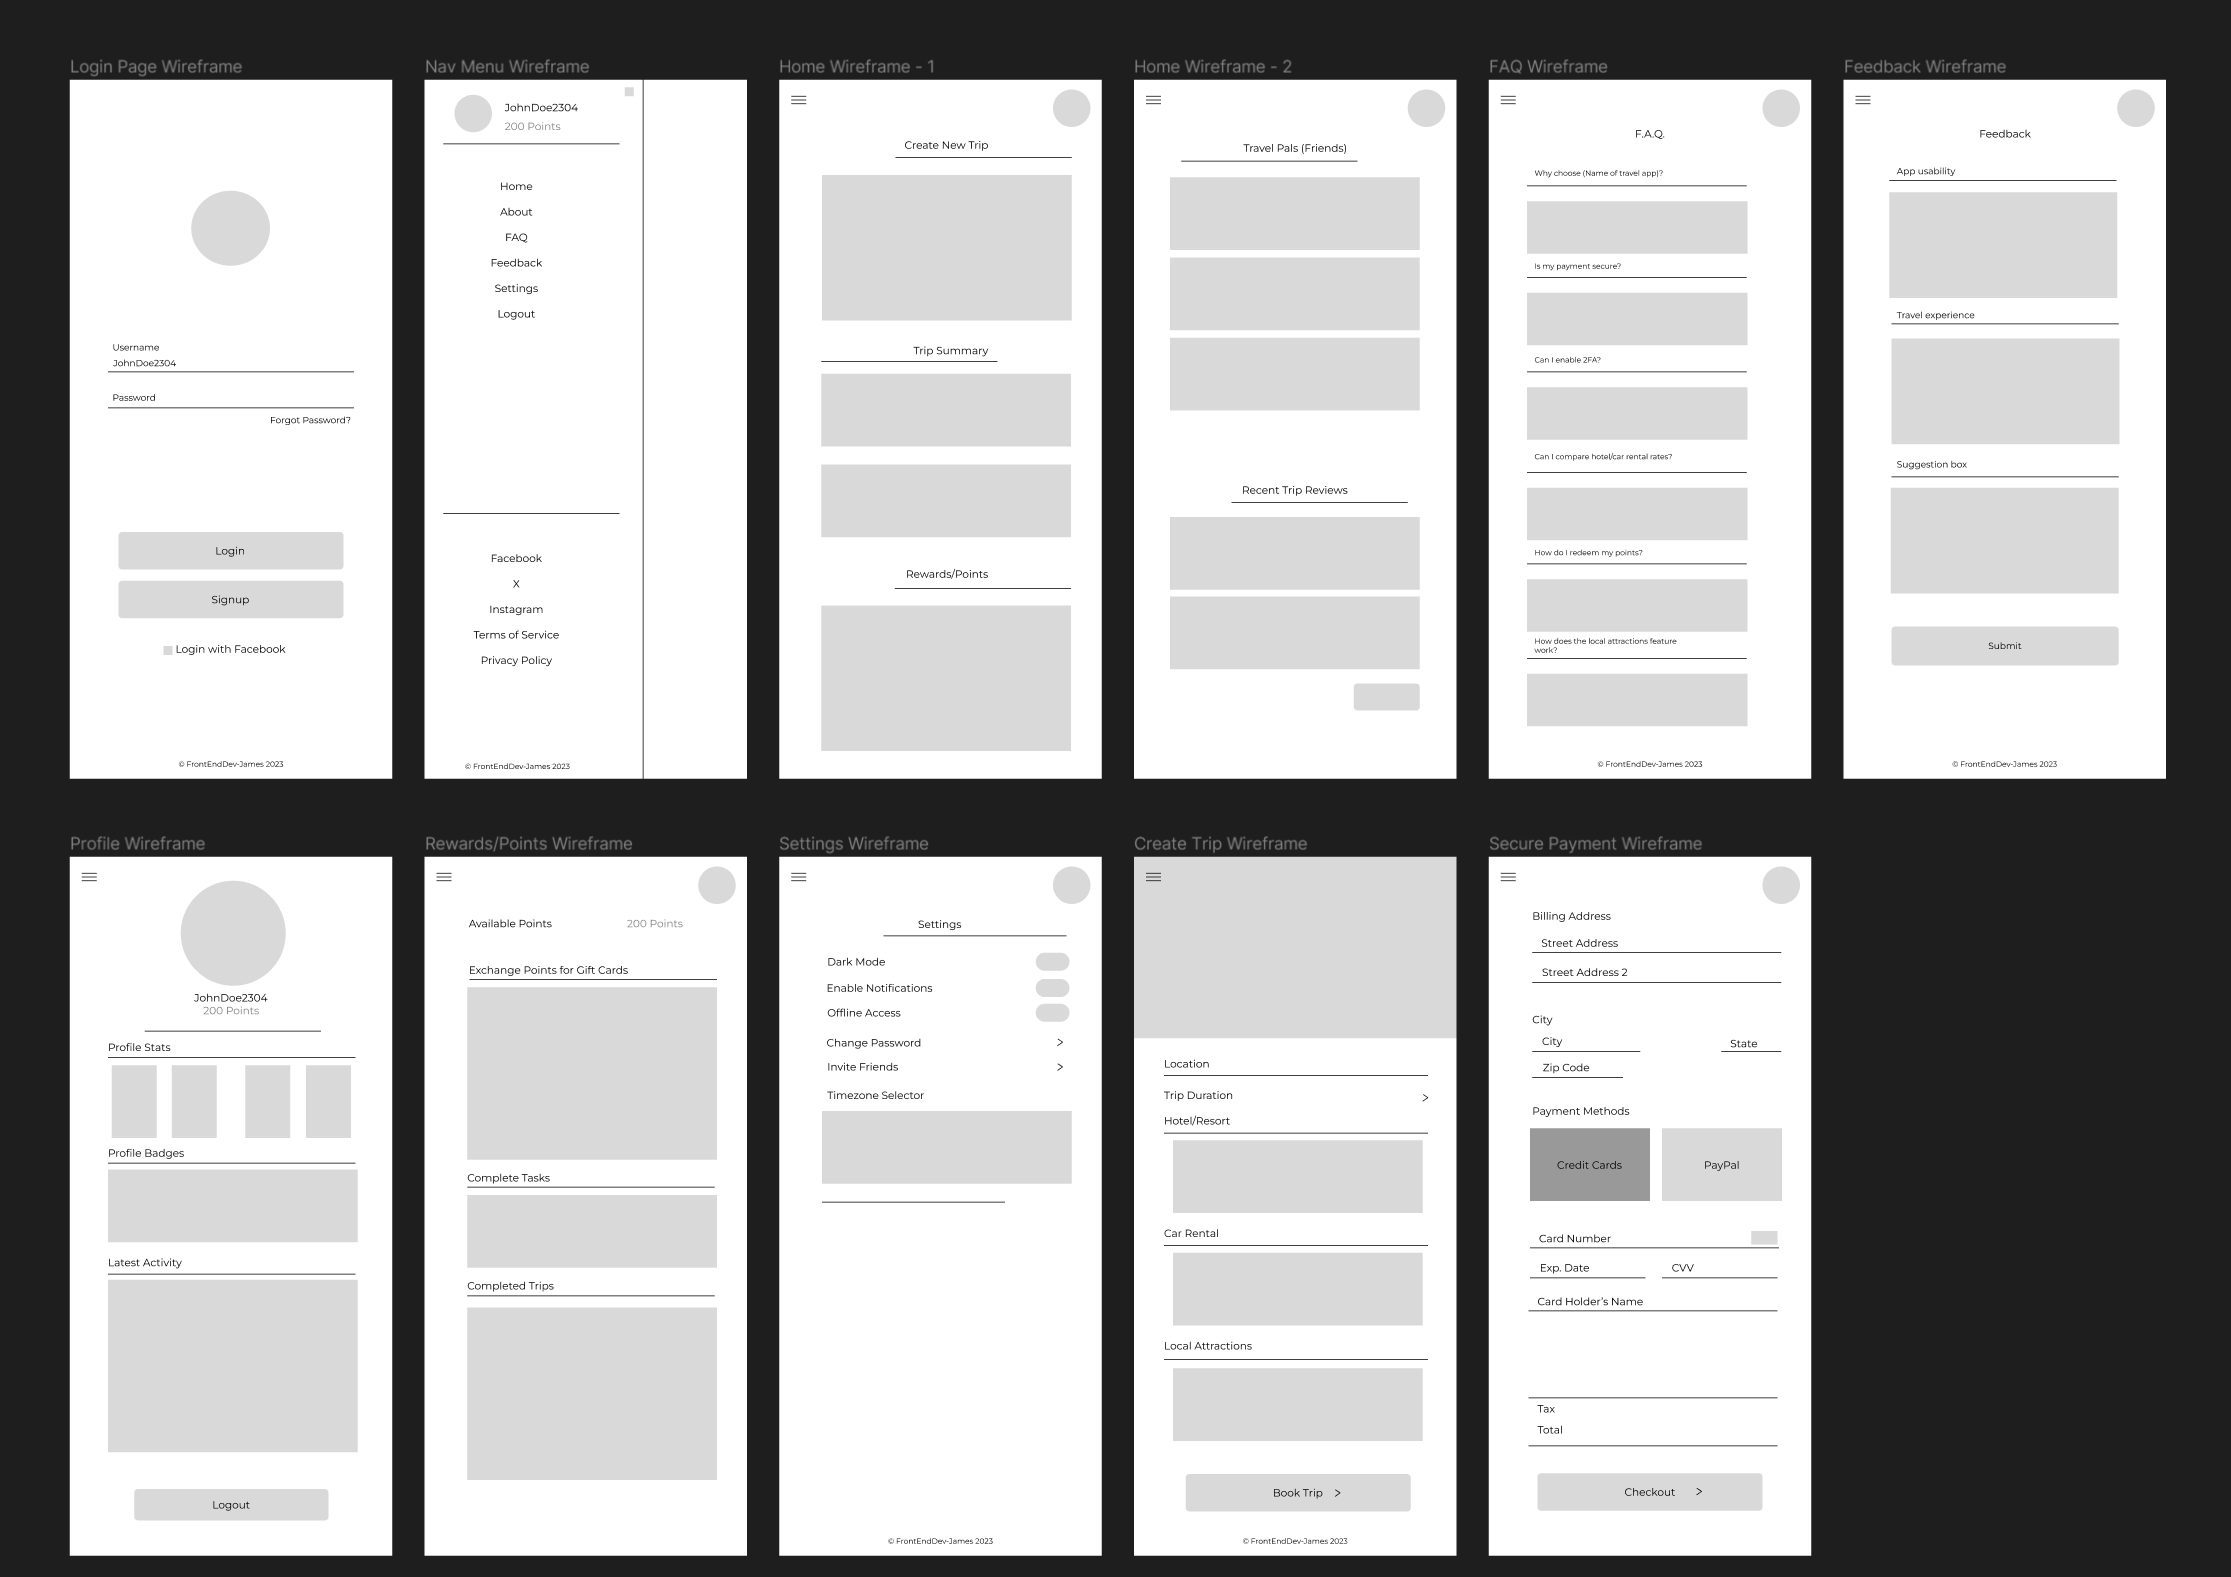 Login Page Wireframe
Username
JohnDoe2304
Password
Forgot Password?
Login
Signup
Login with Facebook
© FrontEndDev-James 2023
Nav Menu Wireframe
JohnDoe2304
200 Points
Home
About
FAQ
Feedback
Settings
Logout
Facebook
X
Instagram
Terms of Service
Privacy Policy
© FrontEndDev-James 2023
Home Wireframe - 1
Create New Trip
Trip Summary
Rewards/Points
Home Wireframe - 2
Travel Pals (Friends)
Recent Trip Reviews
FAQ Wireframe
F.A.Q.
Why choose (Name of travel app)?
Is my payment secure?
Can I enable 2FA?
Can I compare hotel/car rental rates?
How do I redeem my points?
How does the local attractions feature
work?
© FrontEndDev-James 2023
Feedback Wireframe
Feedback
App usability
Travel experience
Suggestion box
Submit
© FrontEndDev-James 2023
Profile Wireframe
JohnDoe2304
200 Points
Profile Stats
Profile Badges
Latest Activity
Logout
Rewards/Points Wireframe
Available Points 200 Points
Exchange Points for Gift Cards
Complete Tasks
Completed Trips
Settings Wireframe
Settings
Dark Mode
Enable Notifications
Offline Access
Change Password >
Invite Friends >
Timezone Selector
© FrontEndDev-James 2023
Create Trip Wireframe
Location
Trip Duration >
Hotel/Resort
Car Rental
Local Attractions
Book Trip >
© FrontEndDev-James 2023
Secure Payment Wireframe
Billing Address
Street Address
Street Address 2
City
City State
Zip Code
Payment Methods
Credit Cards PayPal
Card Number
Exp. Date CVV
Card Holder's Name
Tax
Total
Checkout >